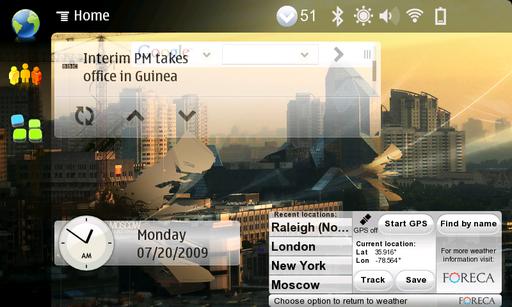 Home
51
Google
BBC
Interim PM takes
office in Guinea
AM
Monday
07/20/2009
Recent locations:
Raleigh (No...
London
New York
Moscow
GPS off
Start GPS
Find by name
Current location:
Lat 35.916°
Lon -78.564°
Track
Save
For more weather
information visit:
FORECA
Choose option to return to weather
FORECA